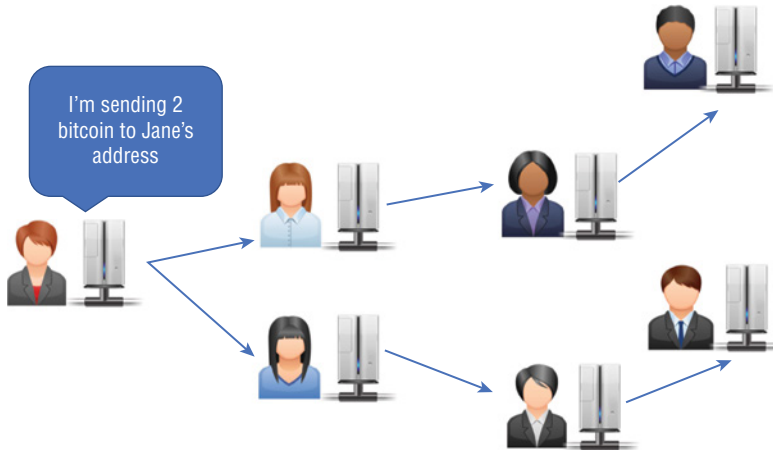 I’m sending 2
bitcoin to Jane’s
address